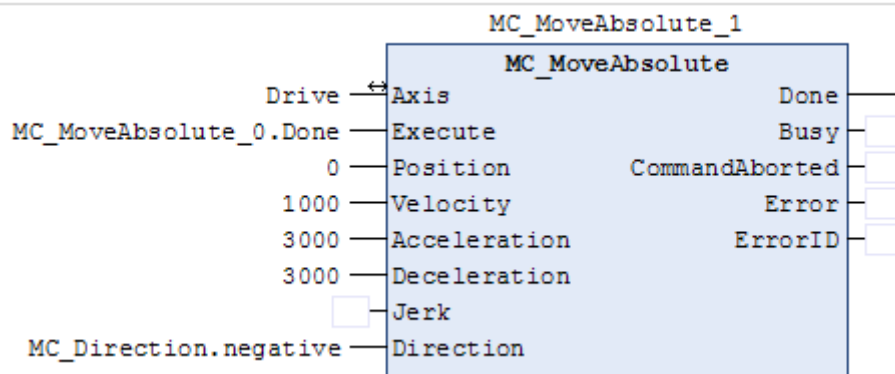 MC_MoveAbsolute_1
MC_MoveAbsolute
Drive Axis Done
MC_MoveAbsolute_0.Done Execute Busy
0 Position CommandAborted
1000 Velocity Error
3000 Acceleration ErrorID
3000 Deceleration
Jerk
MC_Direction.negative Direction